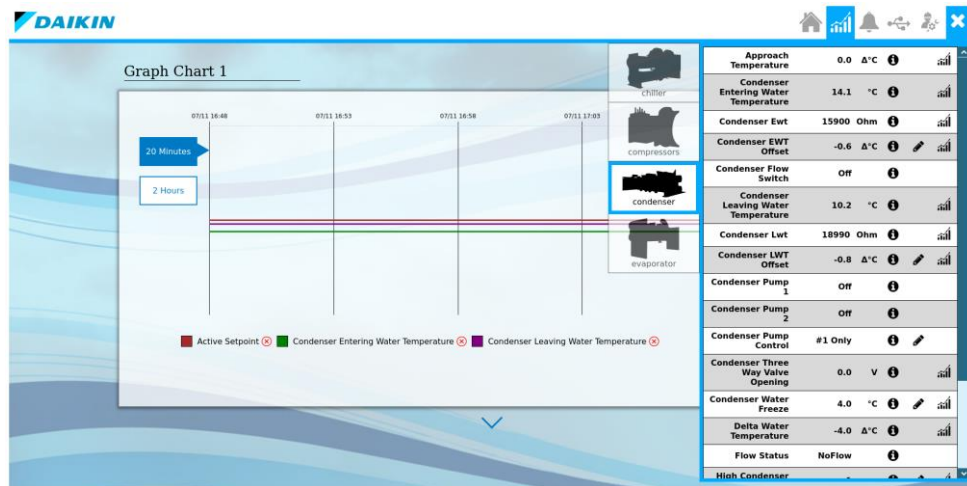 DAIKIN
Graph Chart 1
07/11 16:48
07/11 16:53
07/11 16:58
07/11 17:03
20 Minutes
2 Hours
Active Setpoint
Condenser Entering Water Temperature
Condenser Leaving Water Temperature
chiller
compressors
condenser
evaporator
Approach
Temperature
0.0 Δ°C
Condenser
Entering Water
Temperature
14.1 °C
Condenser Ewt
15900 Ohm
Condenser EWT
Offset
-0.6 Δ°C
Condenser Flow
Switch
Off
Condenser
Leaving Water
Temperature
10.2 °C
Condenser Lwt
18990 Ohm
Condenser LWT
Offset
-0.8 Δ°C
Condenser Pump
1
Off
Condenser Pump
2
Off
Condenser Pump
Control
#1 Only
Condenser Three
Way Valve
Opening
0.0 V
Condenser Water
Freeze
4.0 °C
Delta Water
Temperature
-4.0 Δ°C
Flow Status
NoFlow
High Condenser